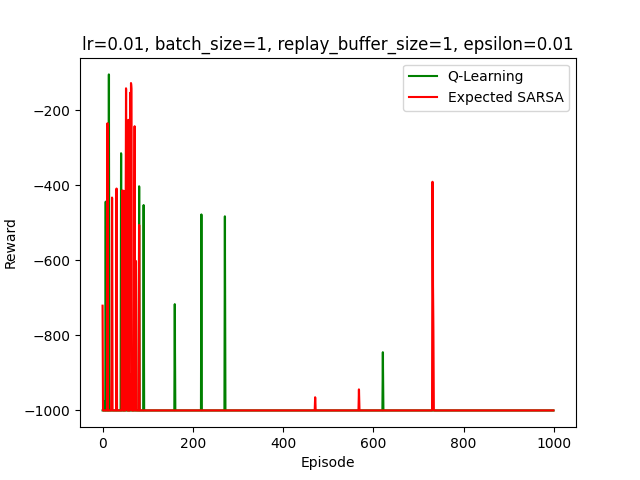 lr=0.01, batch_size=1, replay_buffer_size=1, epsilon=0.01
Q-Learning
Expected SARSA
−200
−400
−600
−800
−1000
Reward
0
200
400
600
800
1000
Episode